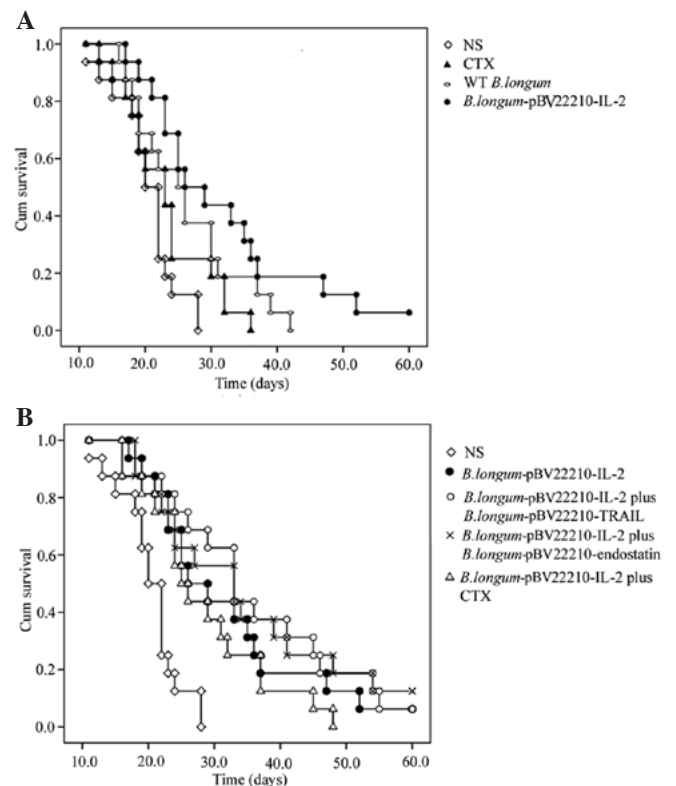 A
1.0
0.8
0.6
0.4
0.2
0.0
Cum survival
10.0 20.0 30.0 40.0 50.0 60.0
Time (days)
NS
CTX
WT B.longum
B.longum-pBV22210-IL-2
B
1.0
0.8
0.6
0.4
0.2
0.0
Cum survival
10.0 20.0 30.0 40.0 50.0 60.0
Time (days)
NS
B.longum-pBV22210-IL-2
B.longum-pBV22210-IL-2 plus
B.longum-pBV22210-TRAIL
B.longum-pBV22210-IL-2 plus
B.longum-pBV22210-endostatin
B.longum-pBV22210-IL-2 plus
CTX